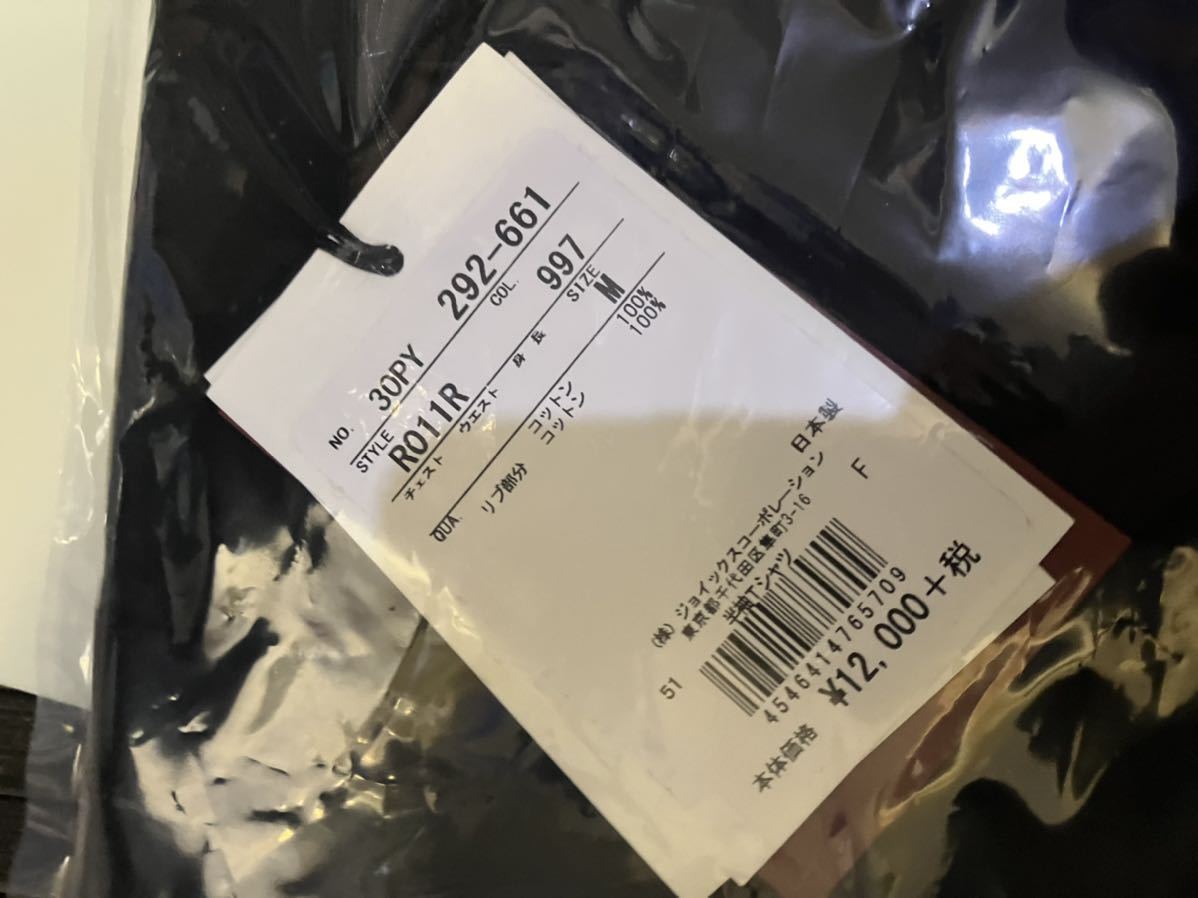 NO. 30PY 292-661
STYLE COL.
R011R 997
チェスト ウエスト 身長 SIZE
M
QUA. コットン 100%
リブ部分 コットン 100%
日本製
(株)ジョイックスコーポレーション
東京都千代田区隼町3-16
半袖Tシャツ F
51
4546414765709
本体価格 ¥12,000+税